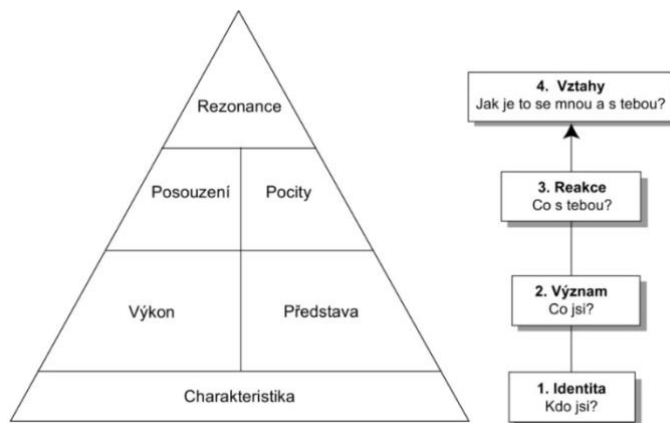 Rezonance
Posouzení
Pocity
Výkon
Představa
Charakteristika
4. Vztahy
Jak je to se mnou a s tebou?
3. Reakce
Co s tebou?
2. Význam
Co jsi?
1. Identita
Kdo jsi?